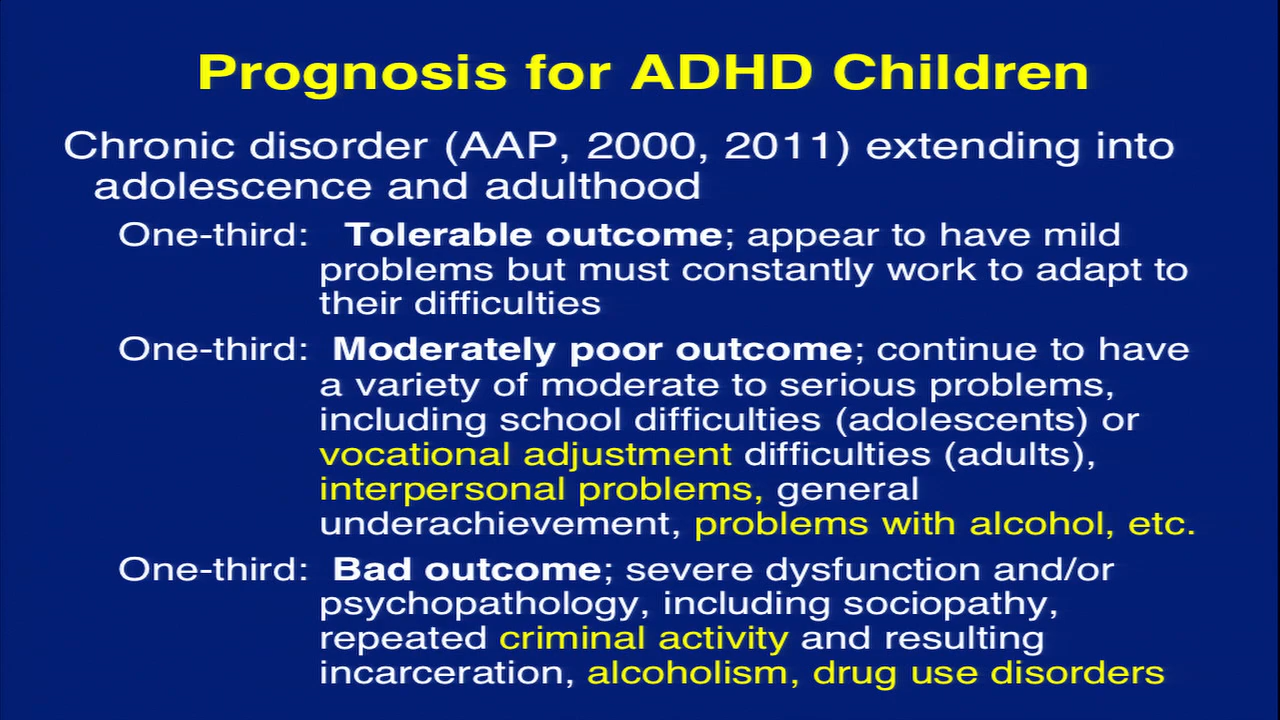 Prognosis for ADHD Children
Chronic disorder (AAP, 2000, 2011) extending into
adolescence and adulthood
One-third: Tolerable outcome; appear to have mild
problems but must constantly work to adapt to
their difficulties
One-third: Moderately poor outcome; continue to have
a variety of moderate to serious problems,
including school difficulties (adolescents) or
vocational adjustment difficulties (adults),
interpersonal problems, general
underachievement, problems with alcohol, etc.
One-third: Bad outcome; severe dysfunction and/or
psychopathology, including sociopathy,
repeated criminal activity and resulting
incarceration, alcoholism, drug use disorders